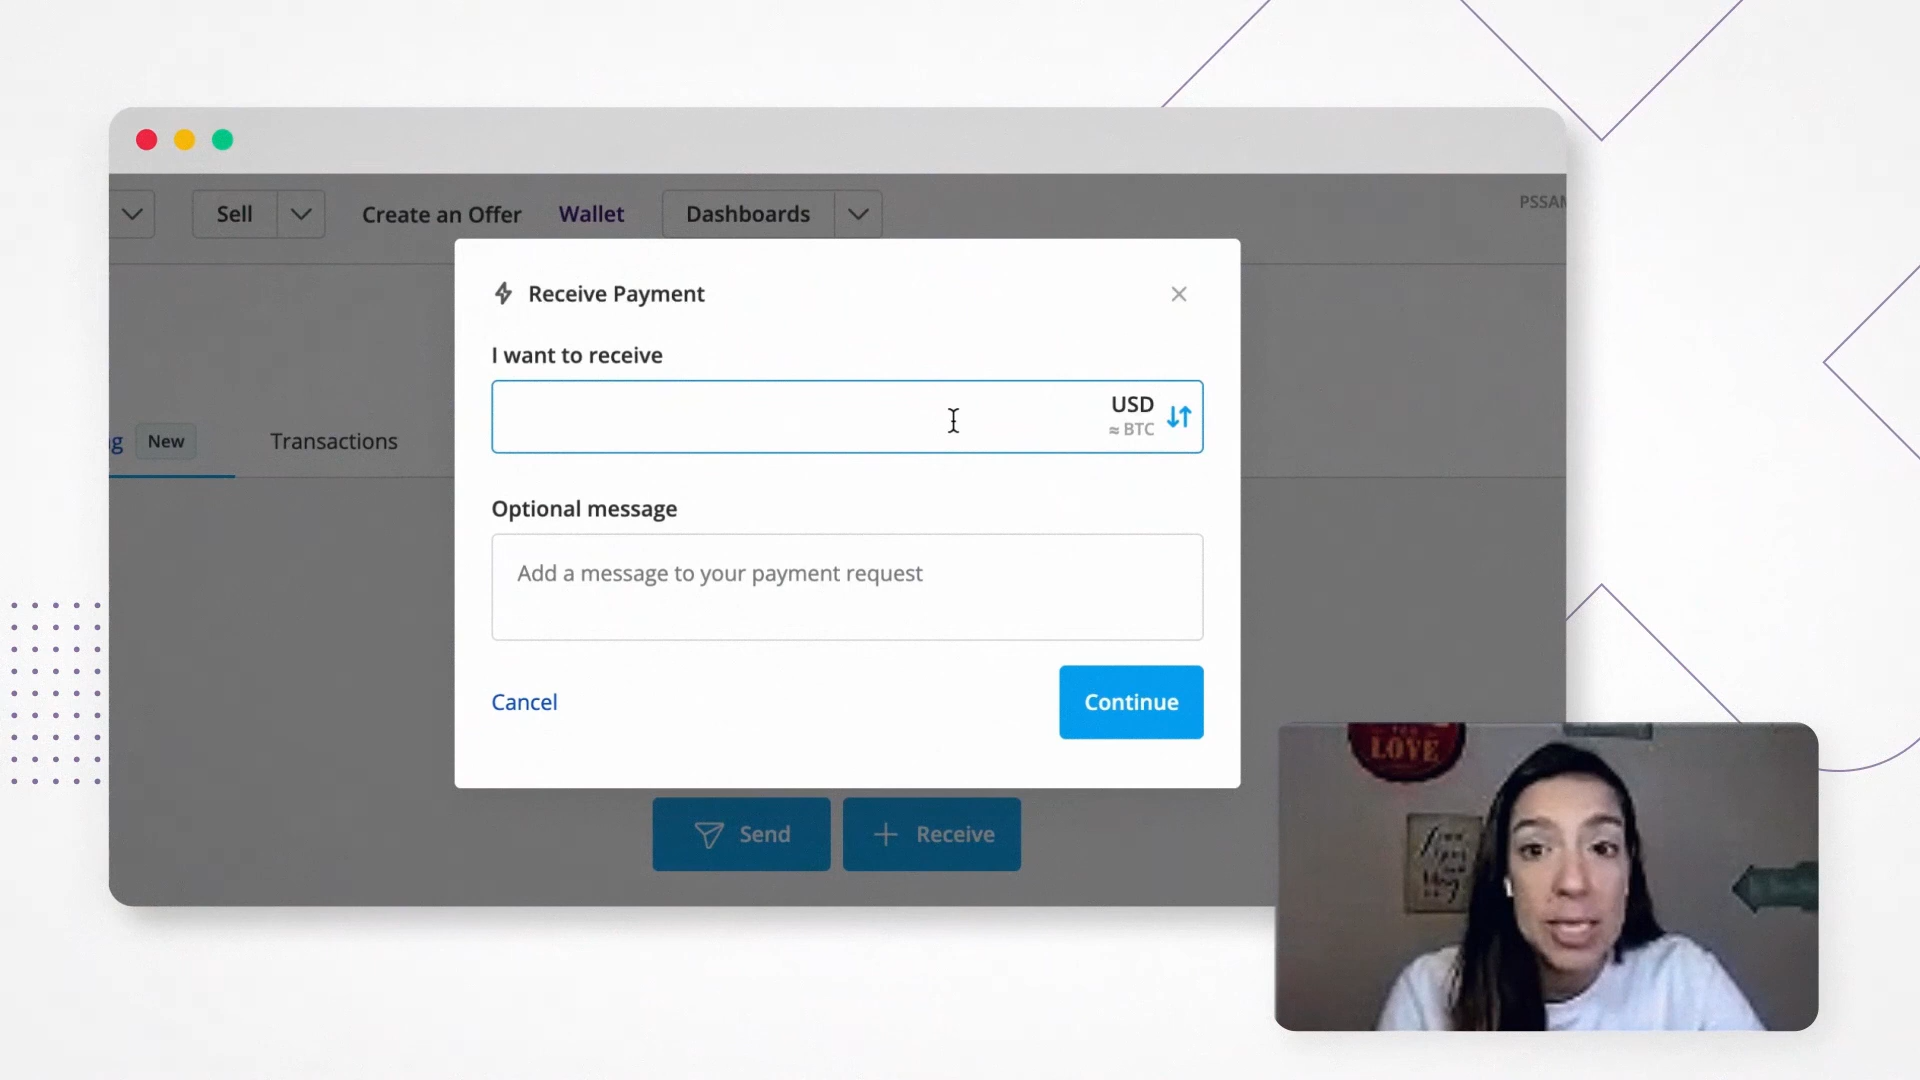 Sell
Create an Offer
Wallet
Dashboards
PSSAM
Receive Payment
I want to receive
USD
≈ BTC
g
New
Transactions
Optional message
Add a message to your payment request
Cancel
Continue
Send
Receive
LOVE